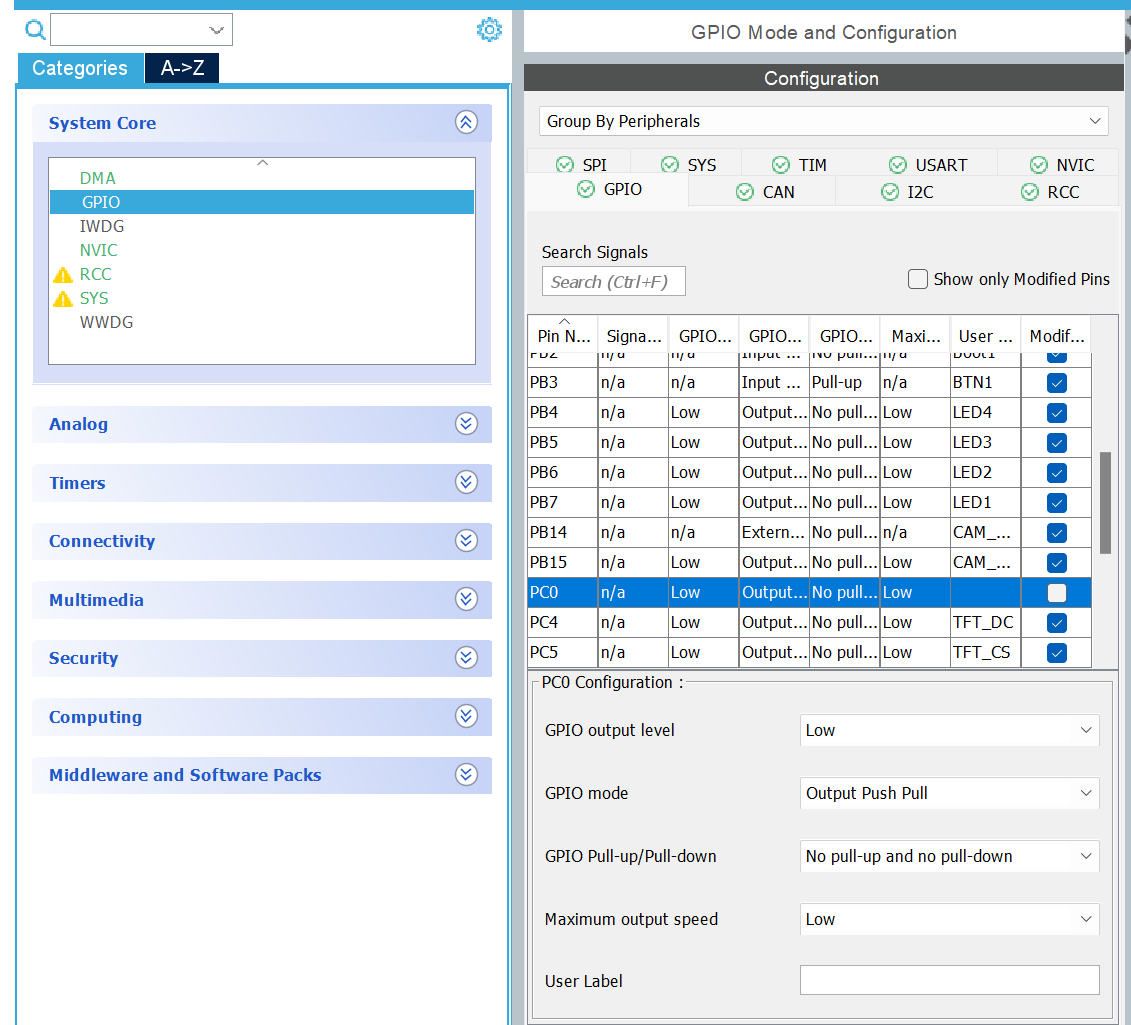 Categories
A->Z
System Core
DMA
GPIO
IWDG
NVIC
RCC
SYS
WWDG
Analog
Timers
Connectivity
Multimedia
Security
Computing
Middleware and Software Packs
GPIO Mode and Configuration
Configuration
Group By Peripherals
SPI SYS TIM USART NVIC
GPIO CAN I2C RCC
Search Signals
Search (Ctrl+F)
Show only Modified Pins
Pin N... Signa... GPIO... GPIO... GPIO... Maxi... User ... Modif...
PB2 n/a n/a Input ... No pull... n/a Boot1
PB3 n/a n/a Input ... Pull-up n/a BTN1
PB4 n/a Low Output... No pull... Low LED4
PB5 n/a Low Output... No pull... Low LED3
PB6 n/a Low Output... No pull... Low LED2
PB7 n/a Low Output... No pull... Low LED1
PB14 n/a n/a Extern... No pull... n/a CAM_...
PB15 n/a Low Output... No pull... Low CAM_...
PC0 n/a Low Output... No pull... Low
PC4 n/a Low Output... No pull... Low TFT_DC
PC5 n/a Low Output... No pull... Low TFT_CS
PC0 Configuration :
GPIO output level Low
GPIO mode Output Push Pull
GPIO Pull-up/Pull-down No pull-up and no pull-down
Maximum output speed Low
User Label